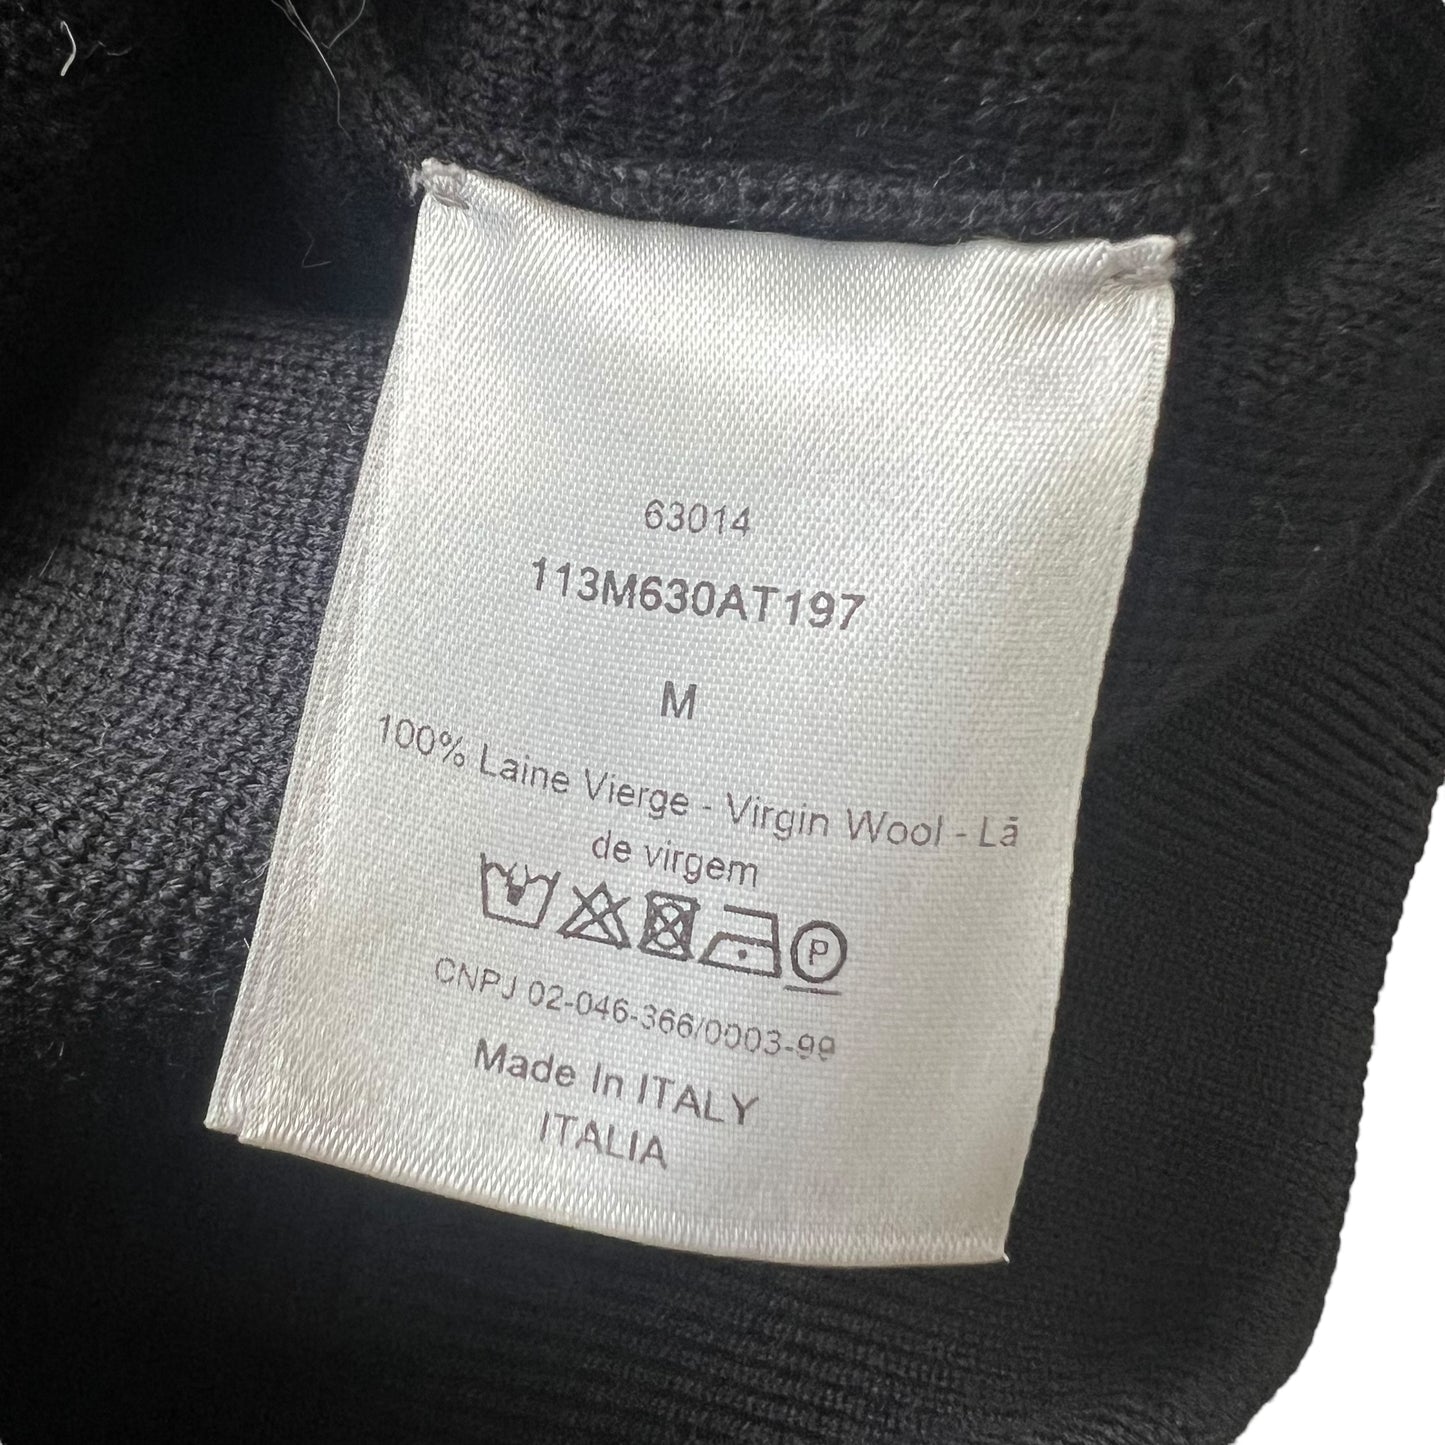 63014
113M630AT197
M
100% Laine Vierge - Virgin Wool - Lã
de virgem
P
CNPJ 02-046-366/0003-99
Made In ITALY
ITALIA